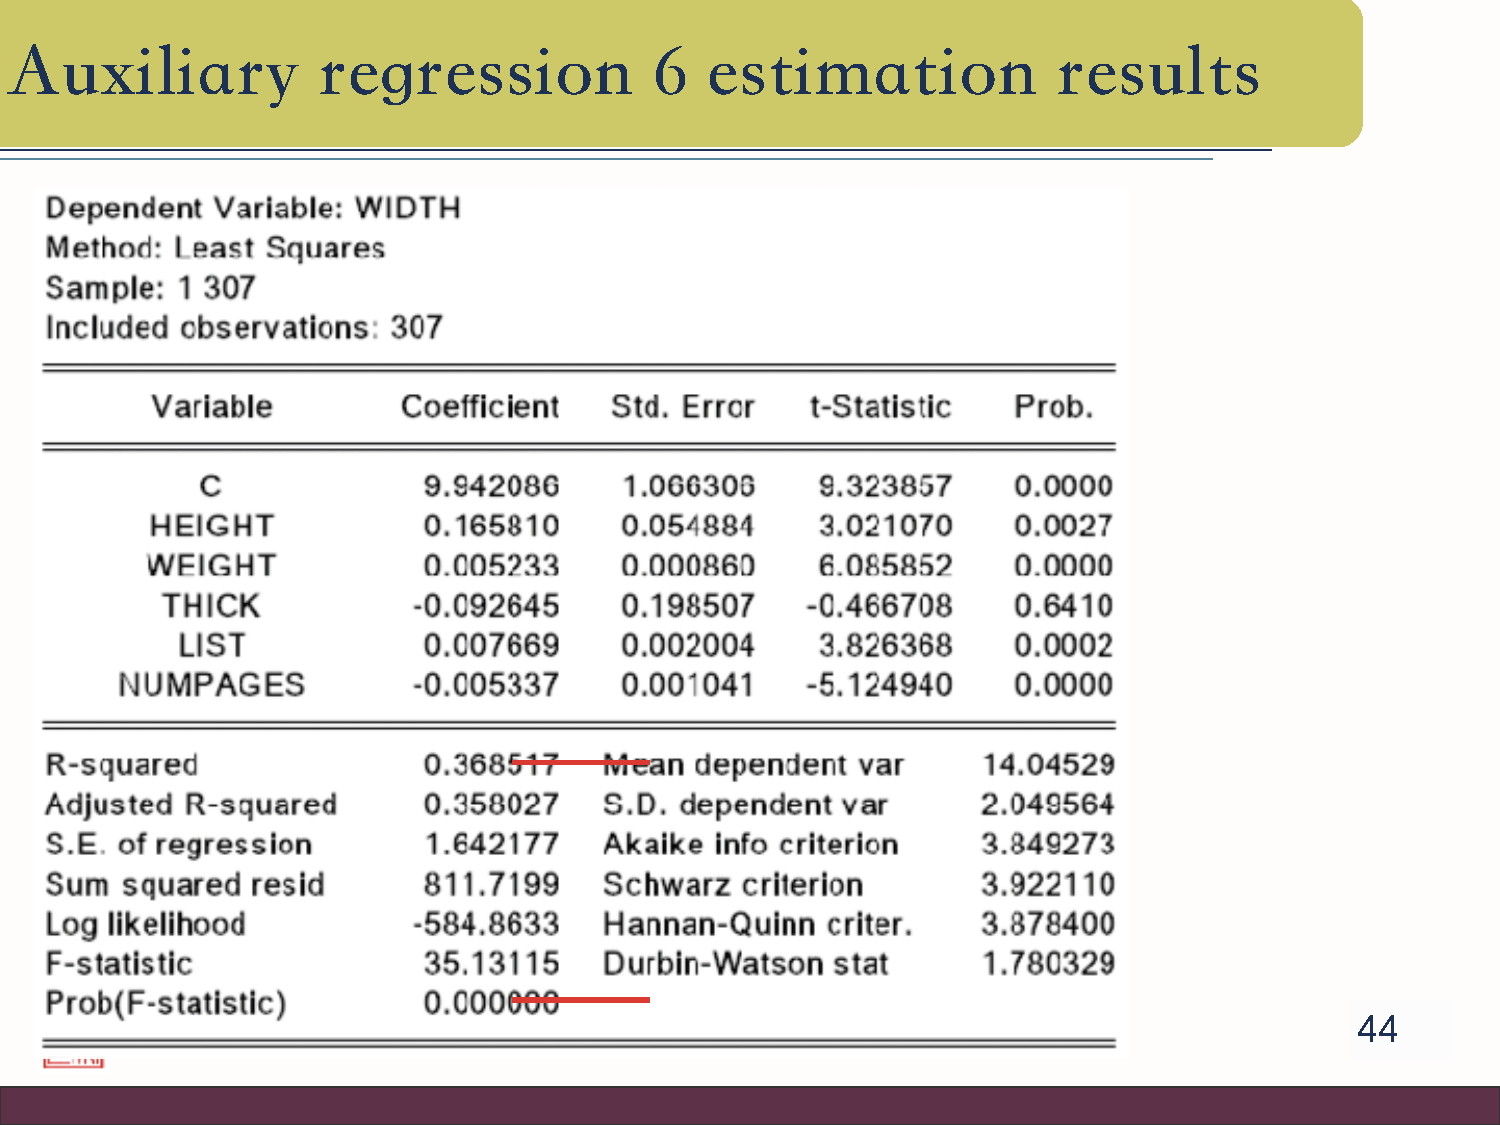 Auxiliary regression 6 estimation results
Dependent Variable: WIDTH
Method: Least Squares
Sample: 1 307
Included observations: 307
Variable Coefficient Std. Error t-Statistic Prob.
C 9.942086 1.066306 9.323857 0.0000
HEIGHT 0.165810 0.054884 3.021070 0.0027
WEIGHT 0.005233 0.000860 6.085852 0.0000
THICK -0.092645 0.198507 -0.466708 0.6410
LIST 0.007669 0.002004 3.826368 0.0002
NUMPAGES -0.005337 0.001041 -5.124940 0.0000
R-squared 0.368517 Mean dependent var 14.04529
Adjusted R-squared 0.358027 S.D. dependent var 2.049564
S.E. of regression 1.642177 Akaike info criterion 3.849273
Sum squared resid 811.7199 Schwarz criterion 3.922110
Log likelihood -584.8633 Hannan-Quinn criter. 3.878400
F-statistic 35.13115 Durbin-Watson stat 1.780329
Prob(F-statistic) 0.000000
44